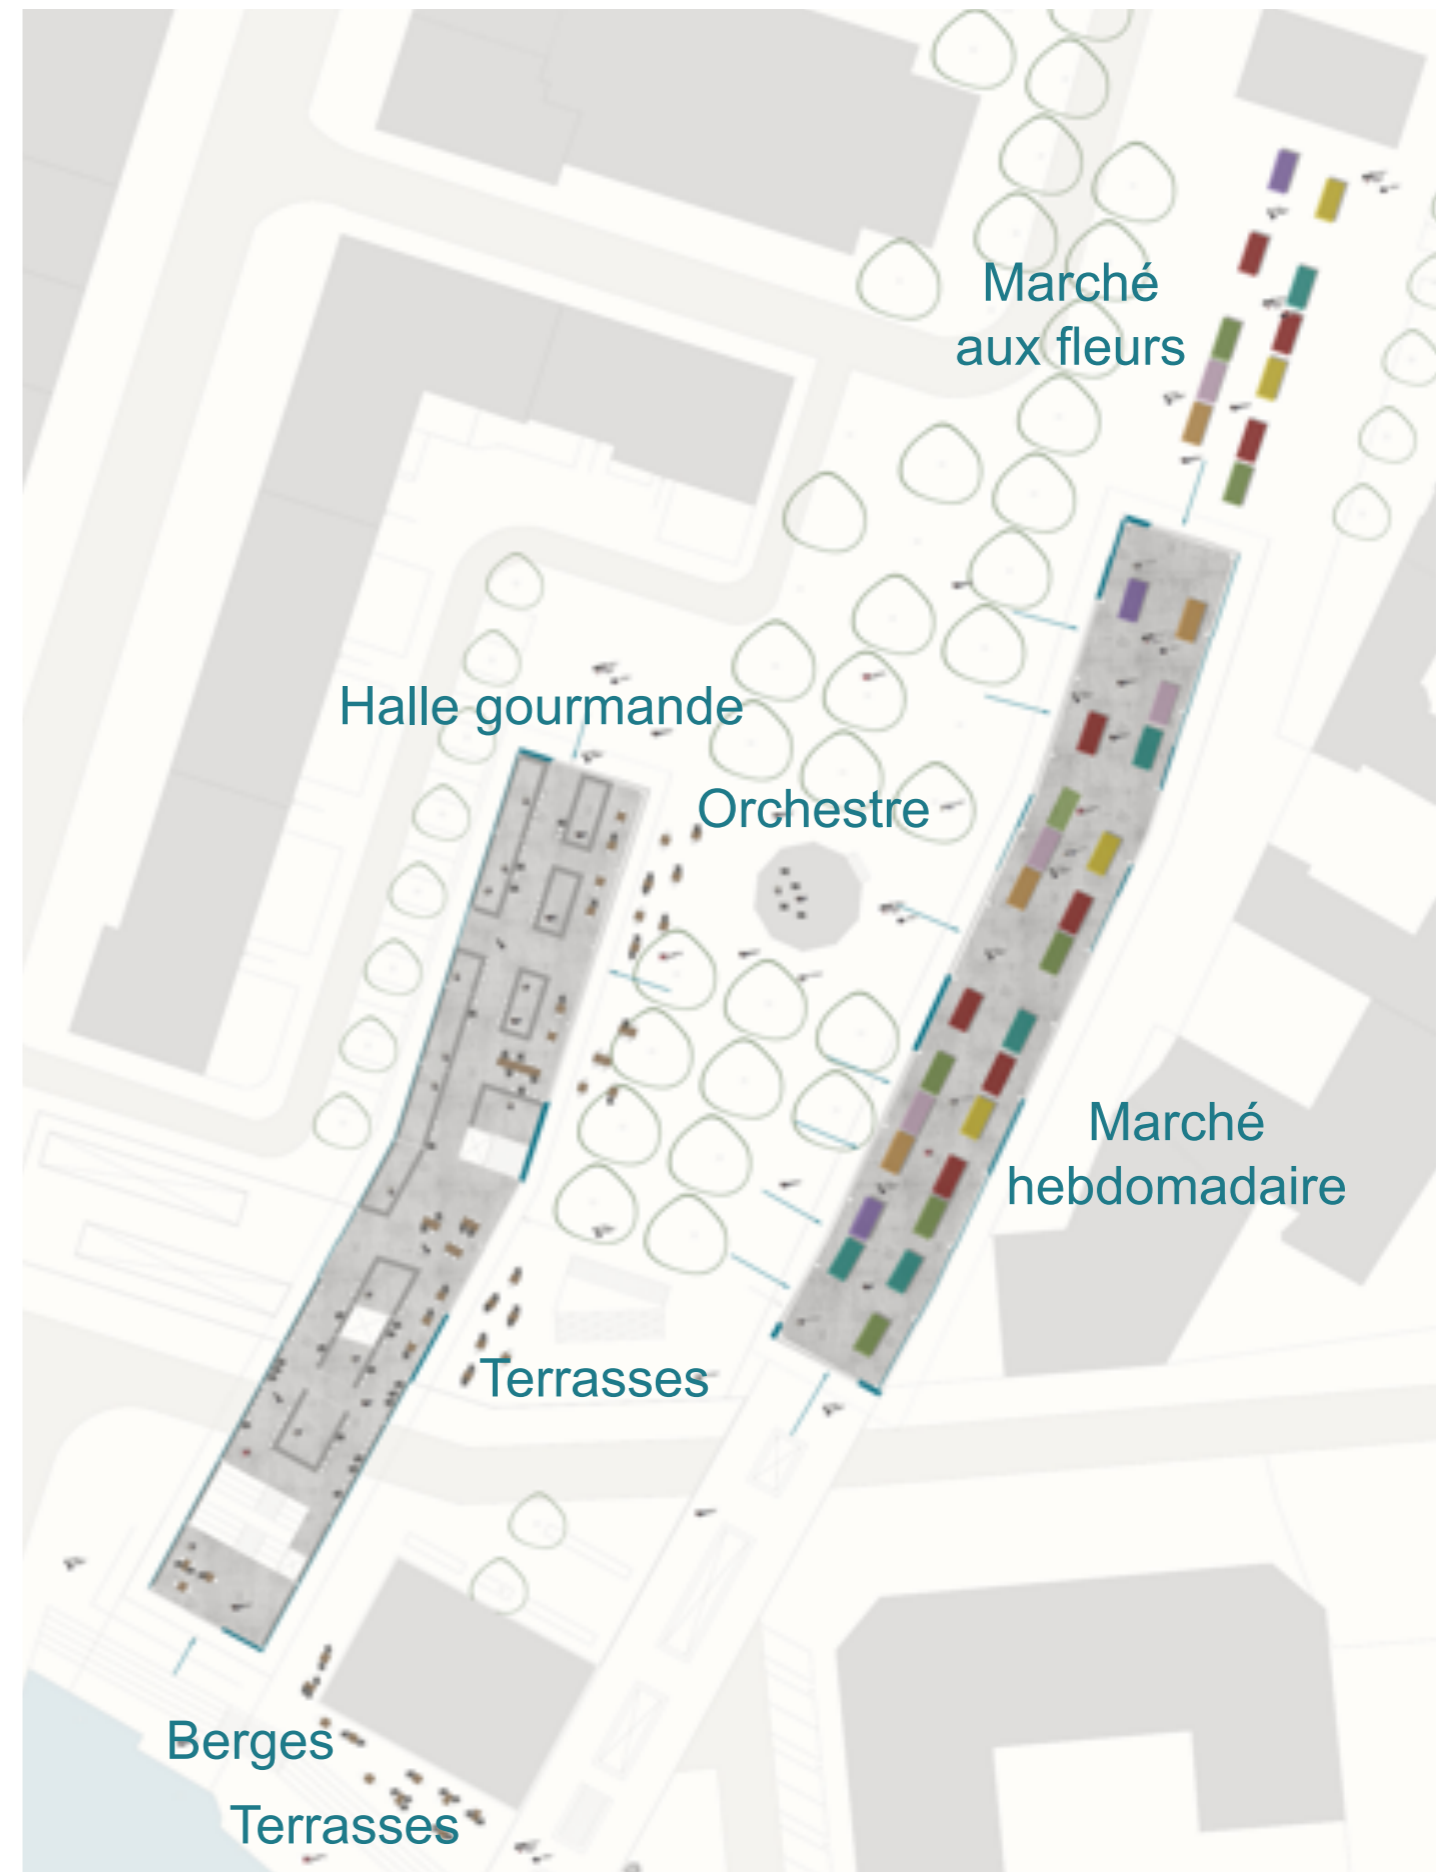 Marché
aux fleurs
Halle gourmande
Orchestre
Marché
hebdomadaire
Terrasses
Berges
Terrasses